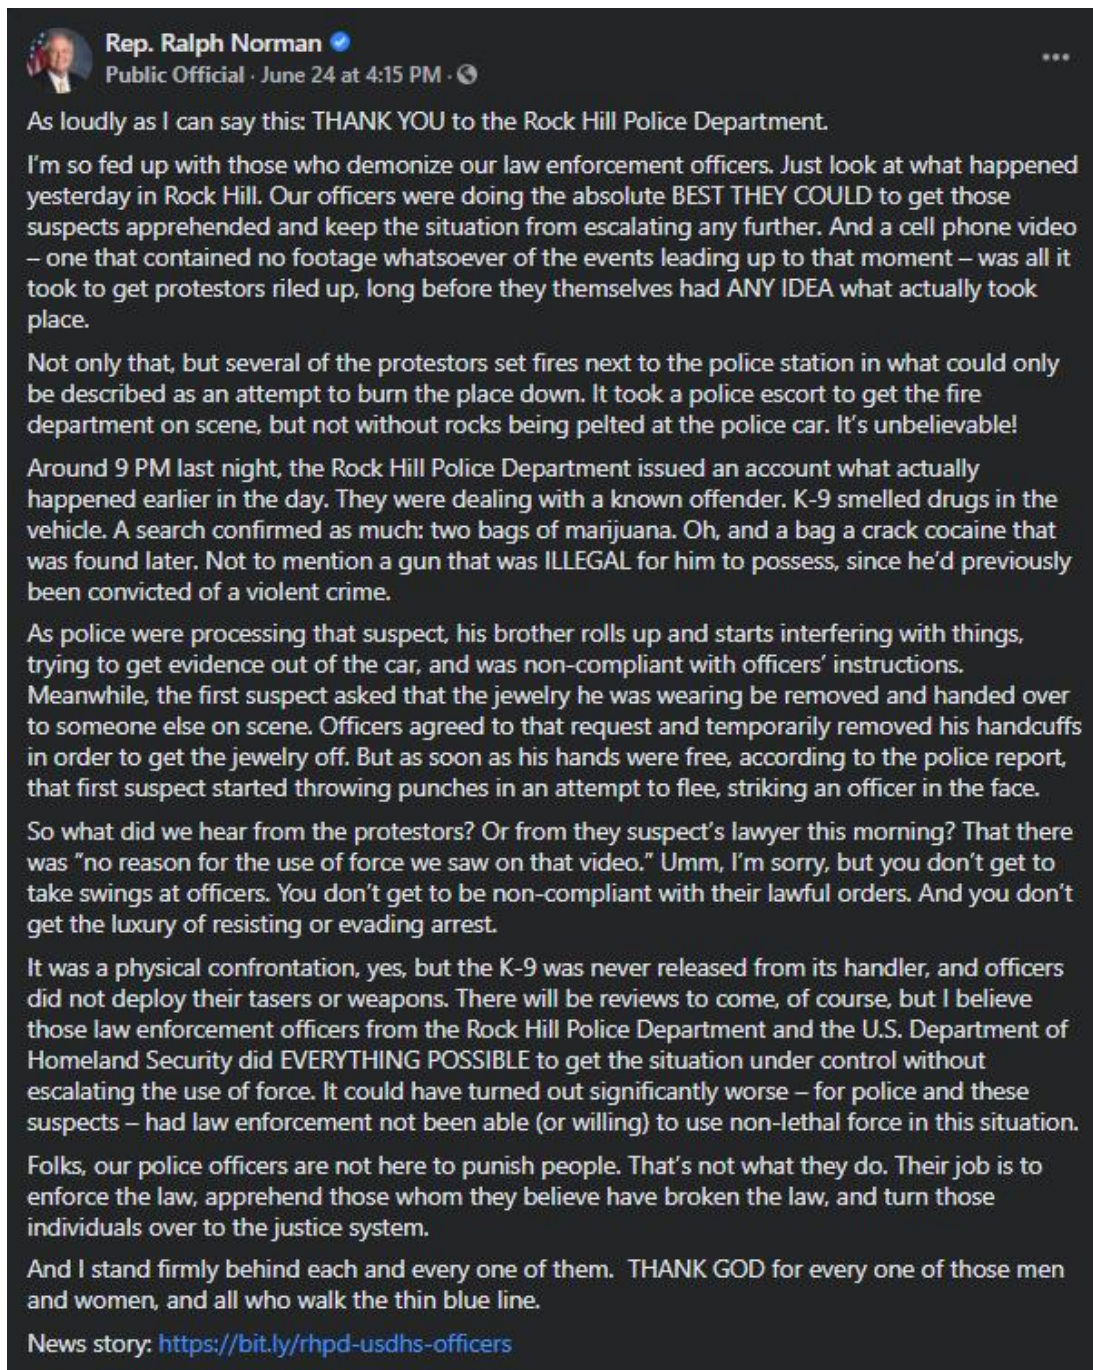 Rep. Ralph Norman
Public Official · June 24 at 4:15 PM ·
As loudly as I can say this: THANK YOU to the Rock Hill Police Department.
I'm so fed up with those who demonize our law enforcement officers. Just look at what happened
yesterday in Rock Hill. Our officers were doing the absolute BEST THEY COULD to get those
suspects apprehended and keep the situation from escalating any further. And a cell phone video
– one that contained no footage whatsoever of the events leading up to that moment – was all it
took to get protestors riled up, long before they themselves had ANY IDEA what actually took
place.
Not only that, but several of the protestors set fires next to the police station in what could only
be described as an attempt to burn the place down. It took a police escort to get the fire
department on scene, but not without rocks being pelted at the police car. It's unbelievable!
Around 9 PM last night, the Rock Hill Police Department issued an account what actually
happened earlier in the day. They were dealing with a known offender. K-9 smelled drugs in the
vehicle. A search confirmed as much: two bags of marijuana. Oh, and a bag a crack cocaine that
was found later. Not to mention a gun that was ILLEGAL for him to possess, since he'd previously
been convicted of a violent crime.
As police were processing that suspect, his brother rolls up and starts interfering with things,
trying to get evidence out of the car, and was non-compliant with officers' instructions.
Meanwhile, the first suspect asked that the jewelry he was wearing be removed and handed over
to someone else on scene. Officers agreed to that request and temporarily removed his handcuffs
in order to get the jewelry off. But as soon as his hands were free, according to the police report,
that first suspect started throwing punches in an attempt to flee, striking an officer in the face.
So what did we hear from the protestors? Or from they suspect's lawyer this morning? That there
was "no reason for the use of force we saw on that video." Umm, I'm sorry, but you don't get to
take swings at officers. You don't get to be non-compliant with their lawful orders. And you don't
get the luxury of resisting or evading arrest.
It was a physical confrontation, yes, but the K-9 was never released from its handler, and officers
did not deploy their tasers or weapons. There will be reviews to come, of course, but I believe
those law enforcement officers from the Rock Hill Police Department and the U.S. Department of
Homeland Security did EVERYTHING POSSIBLE to get the situation under control without
escalating the use of force. It could have turned out significantly worse – for police and these
suspects – had law enforcement not been able (or willing) to use non-lethal force in this situation.
Folks, our police officers are not here to punish people. That's not what they do. Their job is to
enforce the law, apprehend those whom they believe have broken the law, and turn those
individuals over to the justice system.
And I stand firmly behind each and every one of them.  THANK GOD for every one of those men
and women, and all who walk the thin blue line.
News story: https://bit.ly/rhpd-usdhs-officers